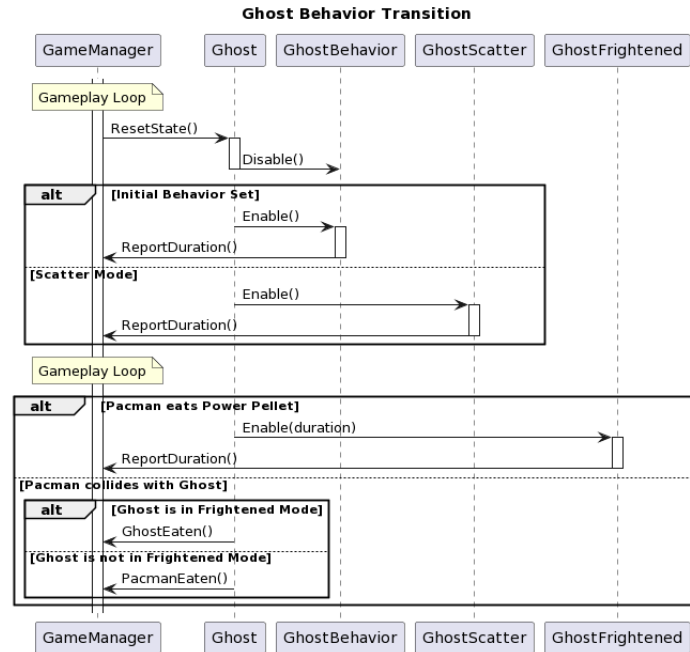 Ghost Behavior Transition
GameManager Ghost GhostBehavior GhostScatter GhostFrightened
Gameplay Loop
ResetState()
Disable()
alt [Initial Behavior Set]
Enable()
ReportDuration()
[Scatter Mode]
Enable()
ReportDuration()
Gameplay Loop
alt [Pacman eats Power Pellet]
Enable(duration)
ReportDuration()
[Pacman collides with Ghost]
alt [Ghost is in Frightened Mode]
GhostEaten()
[Ghost is not in Frightened Mode]
PacmanEaten()
GameManager Ghost GhostBehavior GhostScatter GhostFrightened